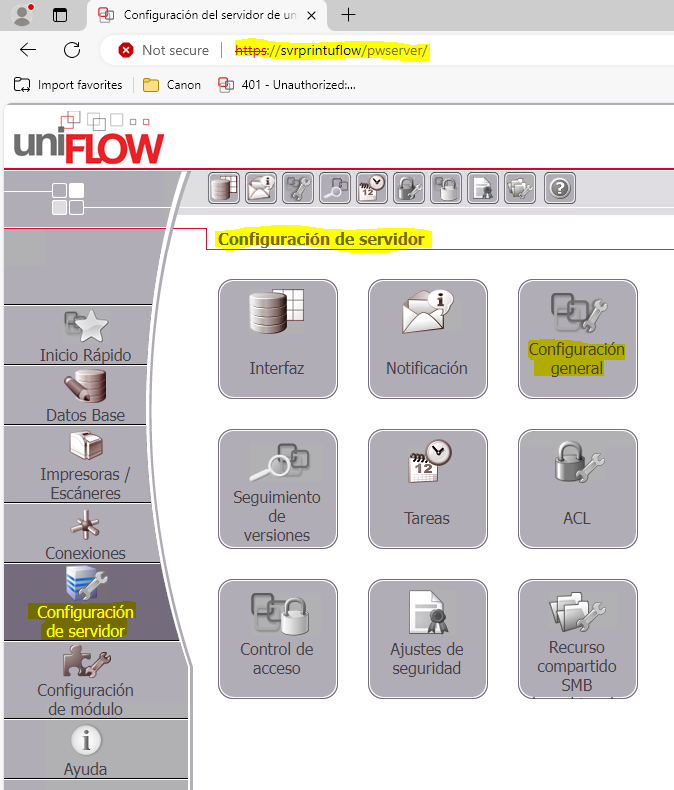 Configuración del servidor de un
Not secure
https://svrprintuflow/pwserver/
Import favorites
Canon
401 - Unauthorized:...
uniFLOW
Configuración de servidor
Inicio Rápido
Datos Base
Impresoras /
Escáneres
Conexiones
Configuración
de servidor
Configuración
de módulo
Ayuda
Interfaz
Notificación
Configuración
general
Seguimiento
de
versiones
12
Tareas
ACL
Control de
acceso
Ajustes de
seguridad
Recurso
compartido
SMB